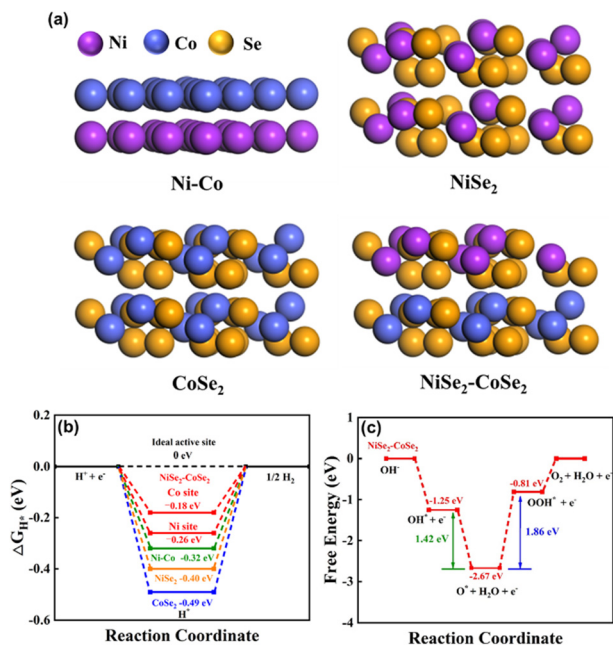 (a)
Ni Co Se
Ni-Co
NiSe₂
CoSe₂
NiSe₂-CoSe₂
(b)
ΔG_H* (eV)
0.2
0.0
-0.2
-0.4
-0.6
Ideal active site
0 eV
H⁺ + e⁻
1/2 H₂
NiSe₂-CoSe₂
Co site
-0.18 eV
Ni site
-0.26 eV
Ni-Co -0.32 eV
NiSe₂ -0.40 eV
CoSe₂ -0.49 eV
H*
Reaction Coordinate
(c)
Free Energy (eV)
1
0
-1
-2
-3
-4
NiSe₂-CoSe₂
OH⁻
-1.25 eV
OH* + e⁻
1.42 eV
-2.67 eV
O* + H₂O + e⁻
-0.81 eV
OOH* + e⁻
1.86 eV
O₂ + H₂O + e⁻
Reaction Coordinate